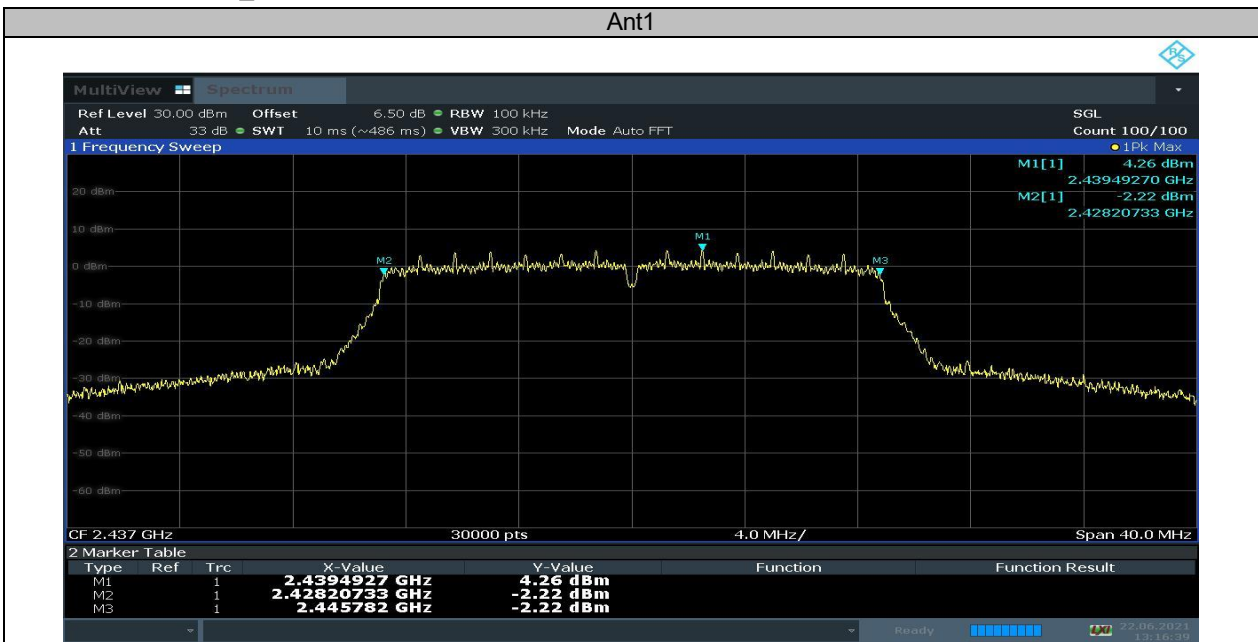 Ant1
R&S
MultiView Spectrum
Ref Level 30.00 dBm Offset 6.50 dB RBW 100 kHz SGL
Att 33 dB SWT 10 ms (~486 ms) VBW 300 kHz Mode Auto FFT Count 100/100
1 Frequency Sweep 1Pk Max
M1[1] 4.26 dBm
2.43949270 GHz
20 dBm
M2[1] -2.22 dBm
2.42820733 GHz
10 dBm
M1
0 dBm
M2
M3
-10 dBm
-20 dBm
-30 dBm
-40 dBm
-50 dBm
-60 dBm
CF 2.437 GHz 30000 pts 4.0 MHz/ Span 40.0 MHz
2 Marker Table
Type Ref Trc X-Value Y-Value Function Function Result
M1 1 2.4394927 GHz 4.26 dBm
M2 1 2.42820733 GHz -2.22 dBm
M3 1 2.445782 GHz -2.22 dBm
Ready 22.06.2021
13:16:39